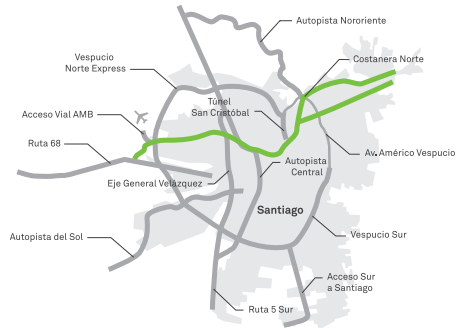 Autopista Nororiente
Vespucio
Norte Express
Costanera Norte
Túnel
San Cristóbal
Acceso Vial AMB
Ruta 68
Av. Américo Vespucio
Autopista
Central
Eje General Velázquez
Santiago
Autopista del Sol
Vespucio Sur
Acceso Sur
a Santiago
Ruta 5 Sur